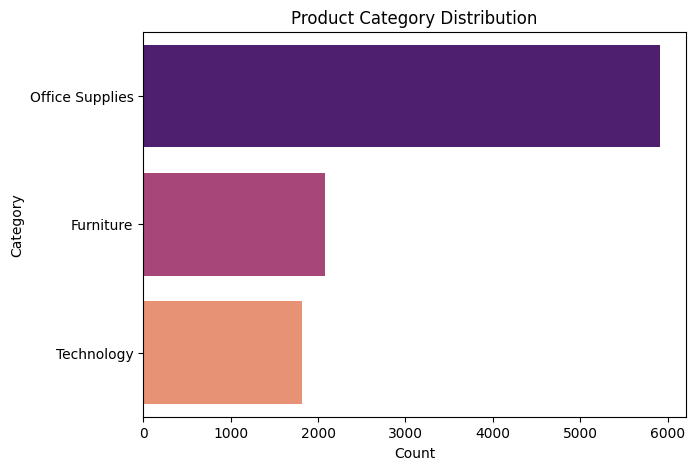 Product Category Distribution
Category
Office Supplies
Furniture
Technology
0 1000 2000 3000 4000 5000 6000
Count